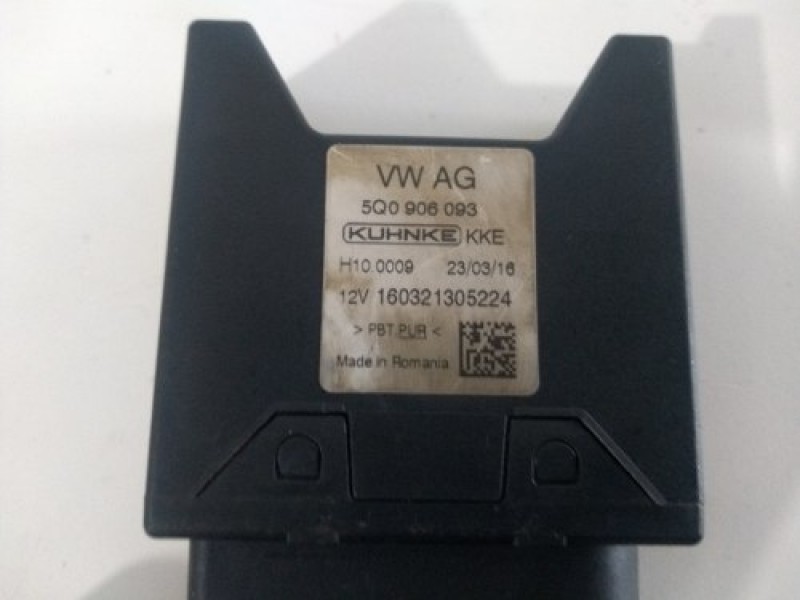 VW AG
5Q0 906 093
KUHNKE KKE
H10.0009 23/03/16
12V 160321305224
> PBT PUR <
Made in Romania